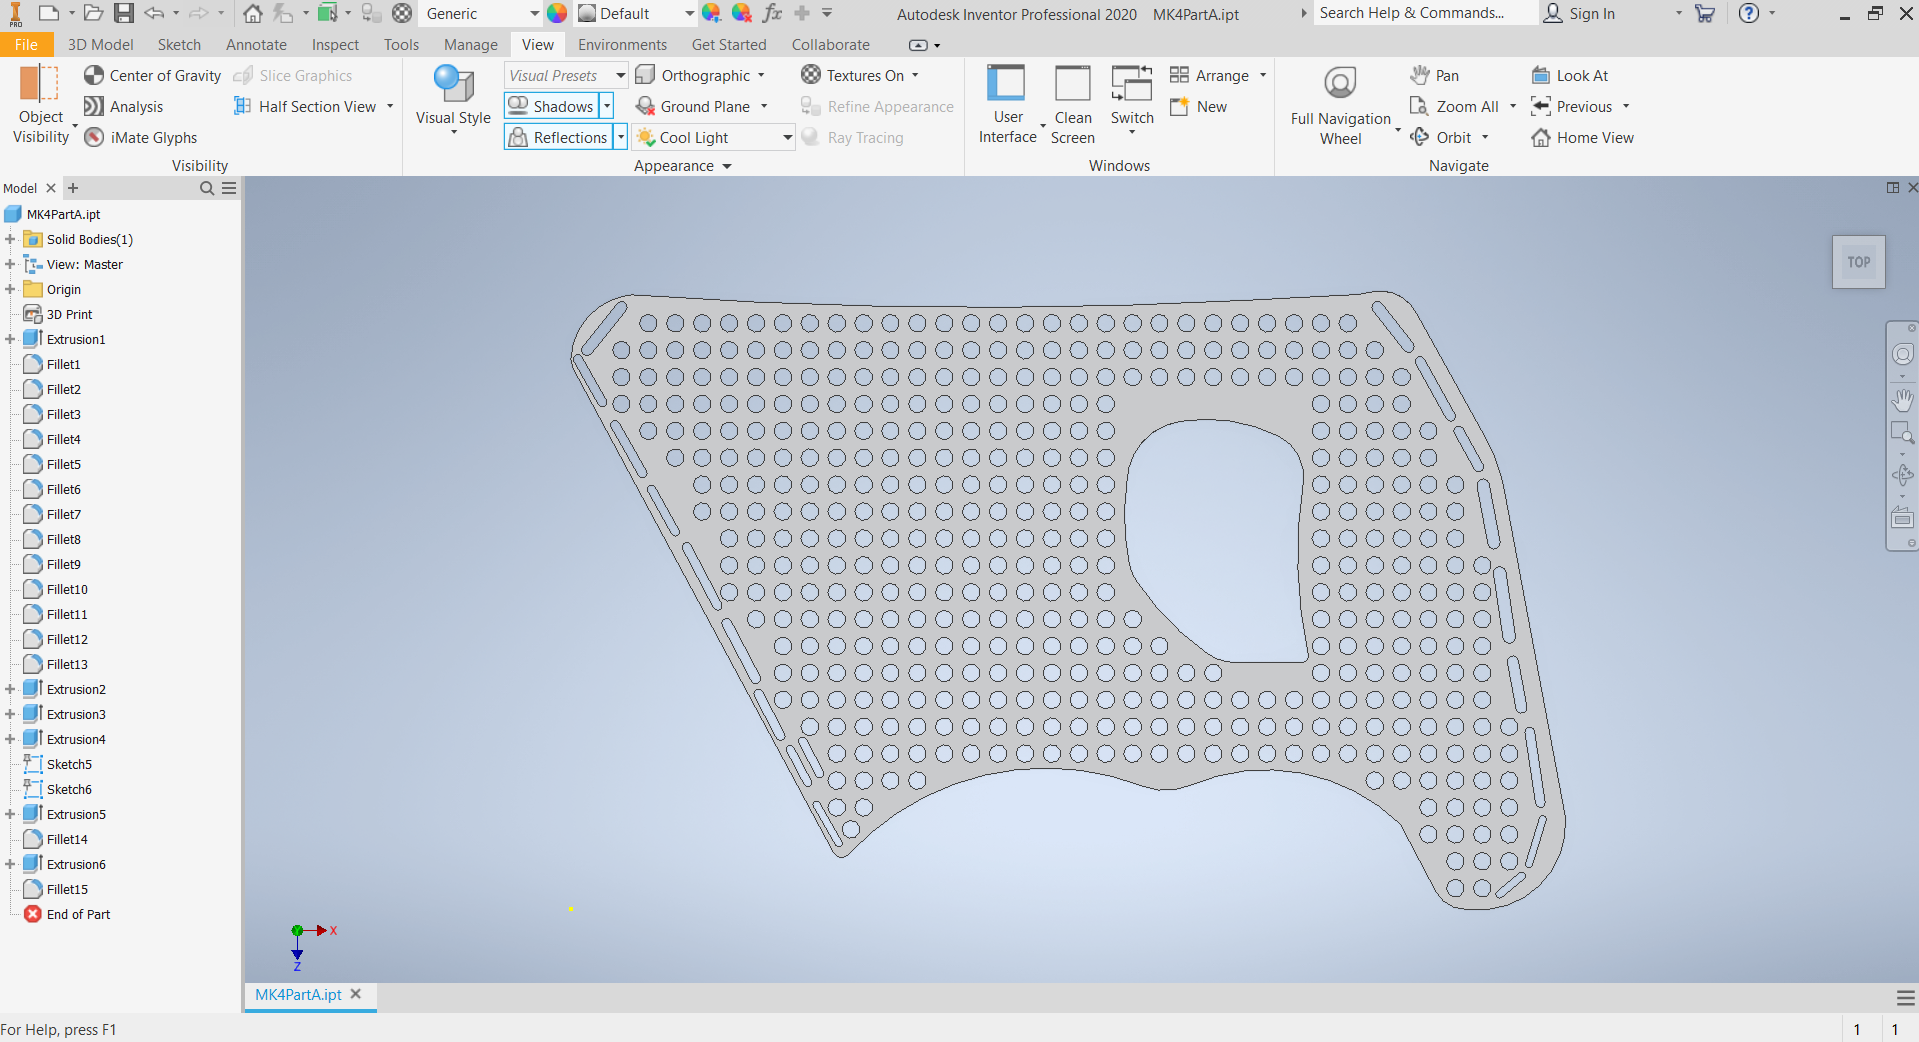 PRO
Generic
Default
fx
Autodesk Inventor Professional 2020 MK4PartA.ipt
Search Help & Commands...
Sign In
?
File 3D Model Sketch Annotate Inspect Tools Manage View Environments Get Started Collaborate
Object Visibility
Center of Gravity
Analysis
iMate Glyphs
Slice Graphics
Half Section View
Visibility
Visual Style
Visual Presets
Shadows
Reflections
Orthographic
Ground Plane
Cool Light
Textures On
Refine Appearance
Ray Tracing
Appearance
User Interface
Clean Screen
Switch
Arrange
New
Windows
Full Navigation Wheel
Pan
Zoom All
Orbit
Look At
Previous
Home View
Navigate
Model
MK4PartA.ipt
Solid Bodies(1)
View: Master
Origin
3D Print
Extrusion1
Fillet1
Fillet2
Fillet3
Fillet4
Fillet5
Fillet6
Fillet7
Fillet8
Fillet9
Fillet10
Fillet11
Fillet12
Fillet13
Extrusion2
Extrusion3
Extrusion4
Sketch5
Sketch6
Extrusion5
Fillet14
Extrusion6
Fillet15
End of Part
TOP
Y
X
Z
MK4PartA.ipt
For Help, press F1
1 1